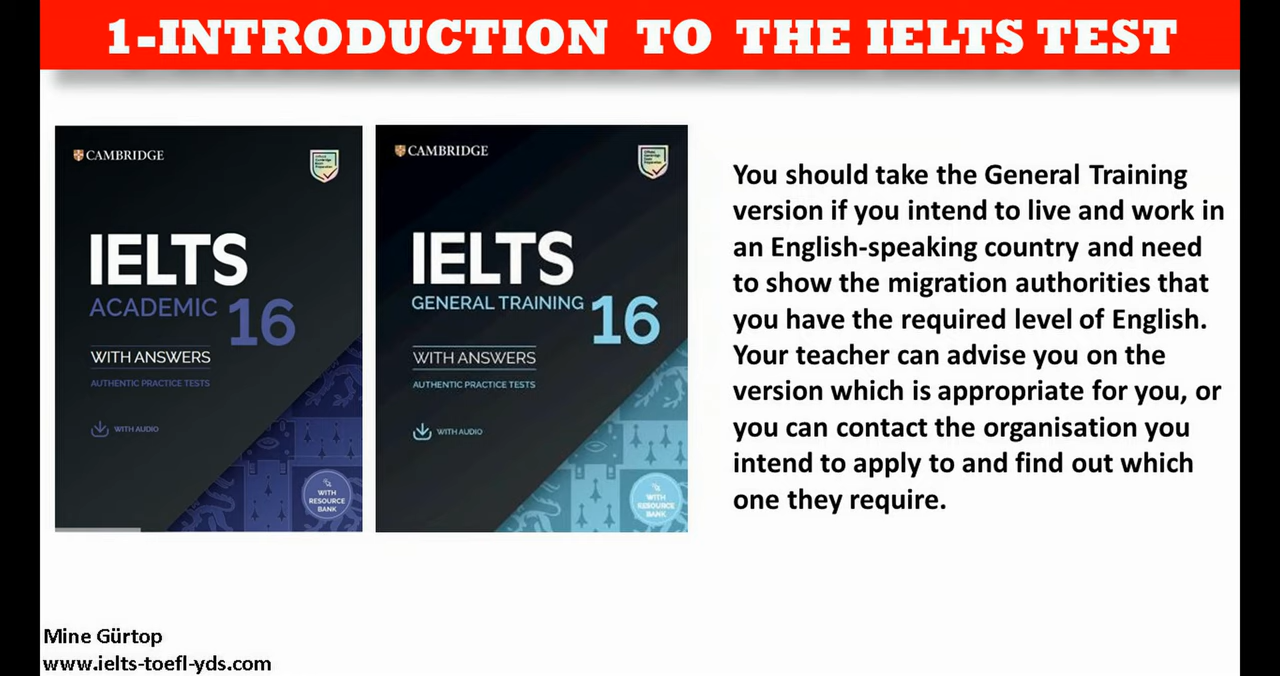 1-INTRODUCTION TO THE IELTS TEST
CAMBRIDGE
IELTS
ACADEMIC 16
WITH ANSWERS
AUTHENTIC PRACTICE TESTS
WITH AUDIO
WITH
RESOURCE
BANK
CAMBRIDGE
IELTS
GENERAL TRAINING 16
WITH ANSWERS
AUTHENTIC PRACTICE TESTS
WITH AUDIO
WITH
RESOURCE
BANK
You should take the General Training
version if you intend to live and work in
an English-speaking country and need
to show the migration authorities that
you have the required level of English.
Your teacher can advise you on the
version which is appropriate for you, or
you can contact the organisation you
intend to apply to and find out which
one they require.
Mine Gürtop
www.ielts-toefl-yds.com